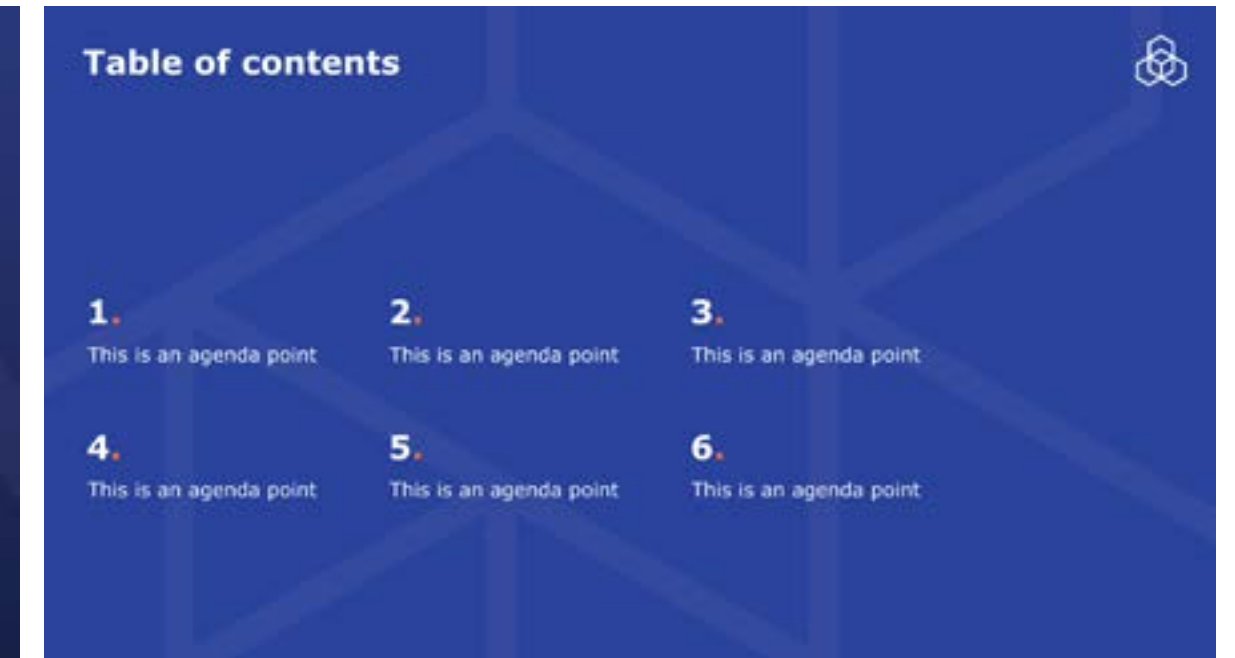 Table of contents
1. 2. 3.
This is an agenda point This is an agenda point This is an agenda point
4. 5. 6.
This is an agenda point This is an agenda point This is an agenda point